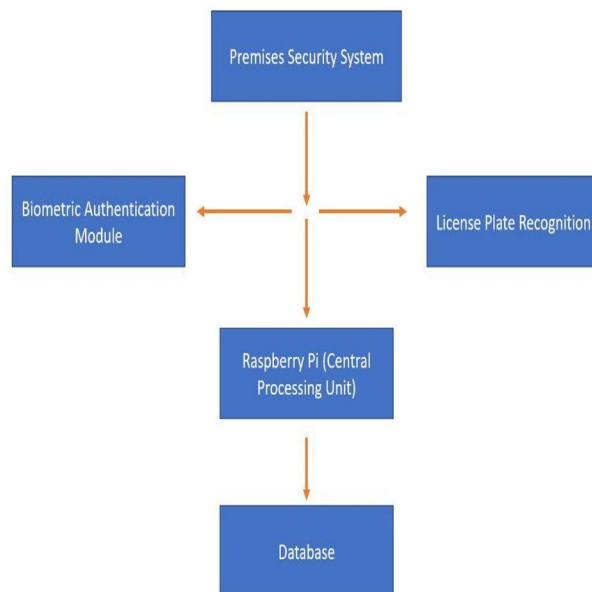 Premises Security System
Biometric Authentication
Module
License Plate Recognition
Raspberry Pi (Central
Processing Unit)
Database